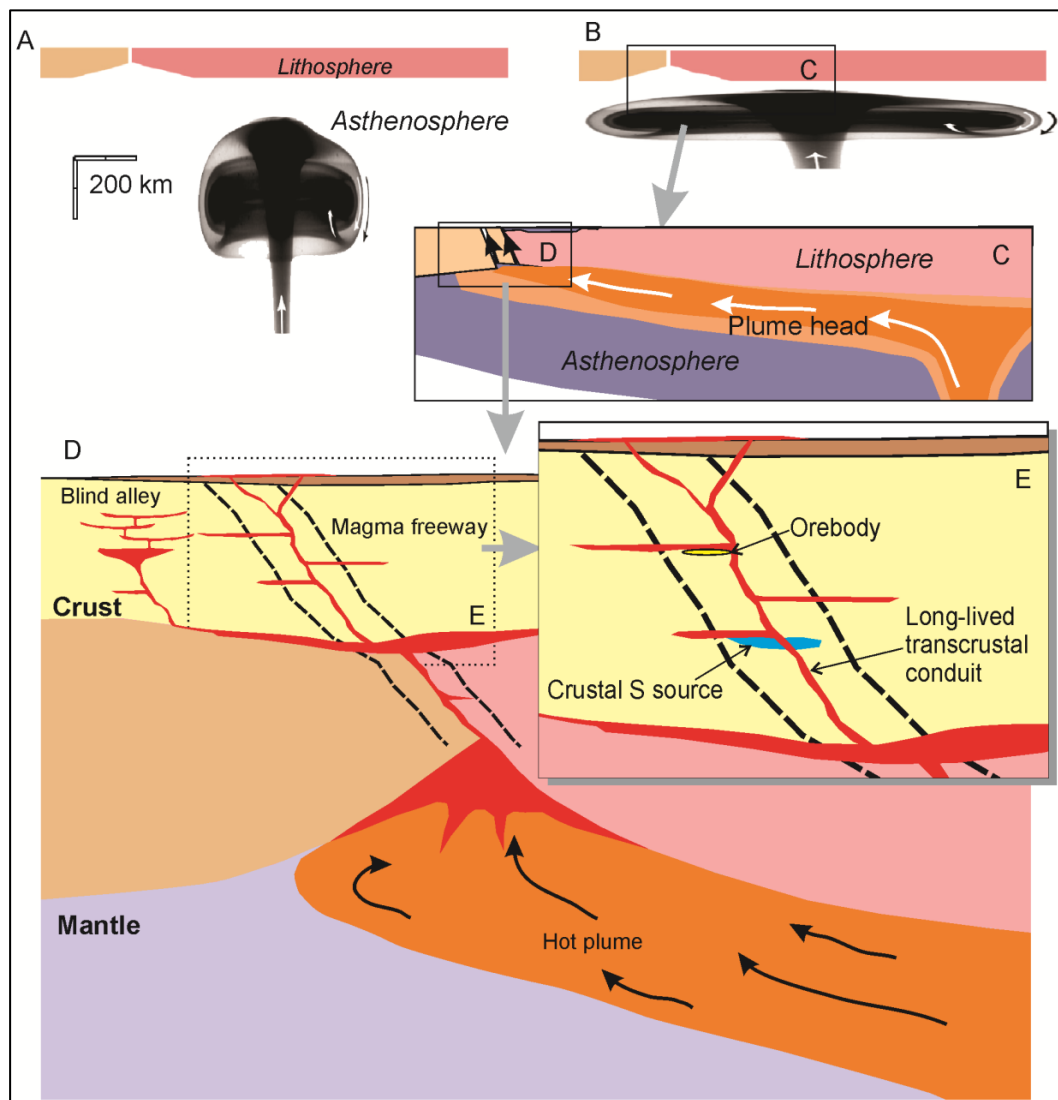 A
Lithosphere
Asthenosphere
200 km
B
C
D
Lithosphere
C
Plume head
Asthenosphere
D
Blind alley
Magma freeway
Crust
E
E
Orebody
Long-lived
transcrustal
conduit
Crustal S source
Mantle
Hot plume